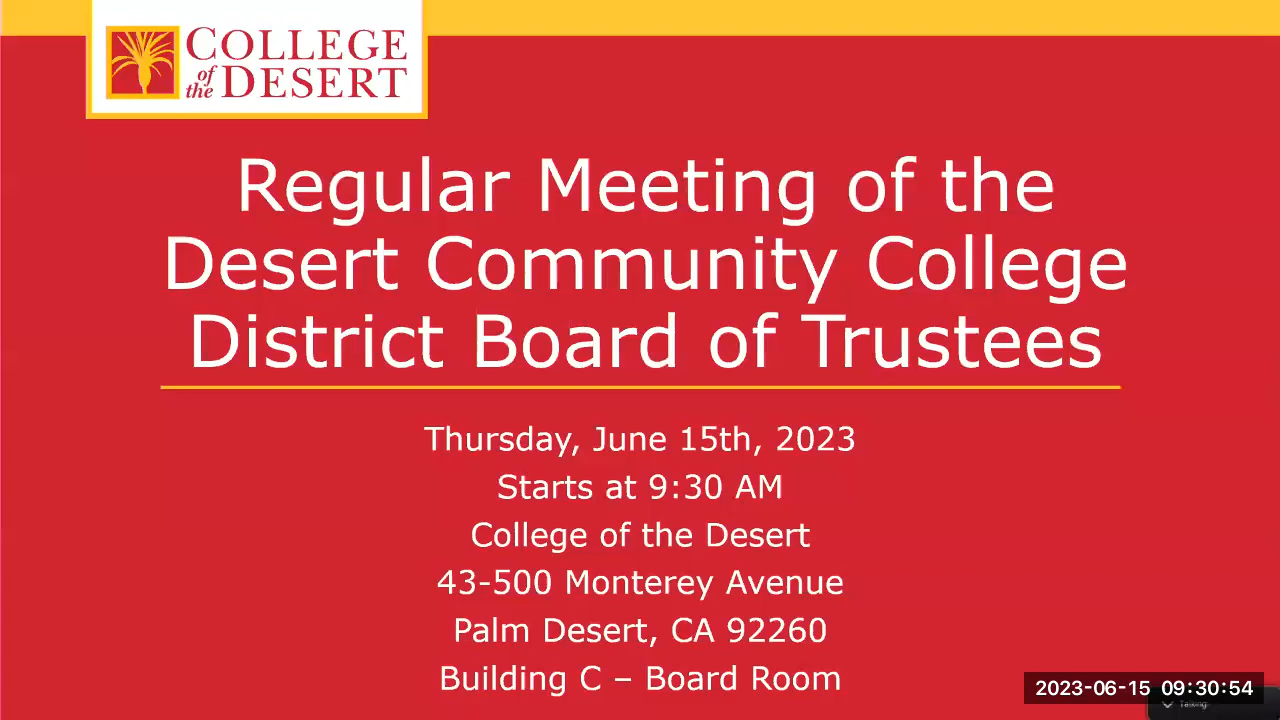 COLLEGE
of the DESERT
Regular Meeting of the
Desert Community College
District Board of Trustees
Thursday, June 15th, 2023
Starts at 9:30 AM
College of the Desert
43-500 Monterey Avenue
Palm Desert, CA 92260
Building C – Board Room
2023-06-15 09:30:54
Talking: